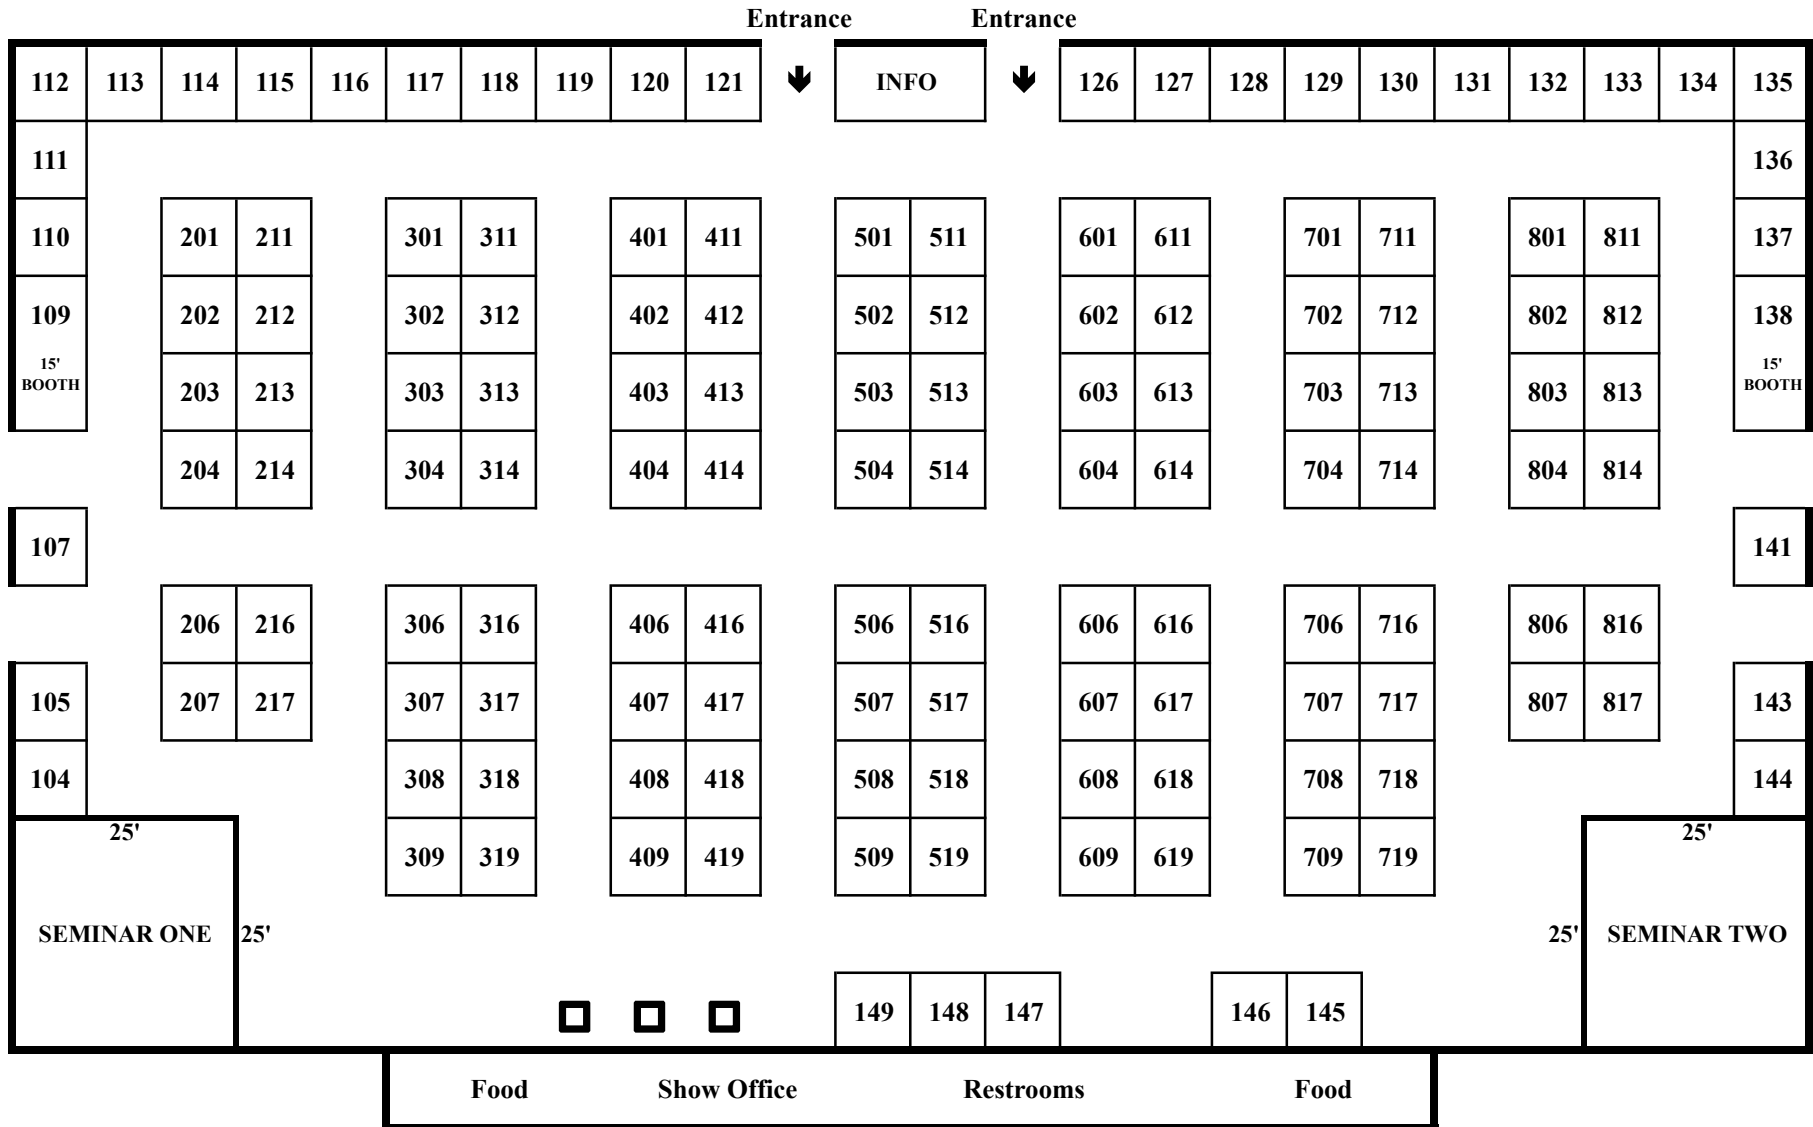 Entrance Entrance
112 113 114 115 116 117 118 119 120 121 INFO 126 127 128 129 130 131 132 133 134 135
111 136
110 201 211 301 311 401 411 501 511 601 611 701 711 801 811 137
109 202 212 302 312 402 412 502 512 602 612 702 712 802 812 138
15' 15'
BOOTH 203 213 303 313 403 413 503 513 603 613 703 713 803 813 BOOTH
204 214 304 314 404 414 504 514 604 614 704 714 804 814
107 141
206 216 306 316 406 416 506 516 606 616 706 716 806 816
105 207 217 307 317 407 417 507 517 607 617 707 717 807 817 143
104 308 318 408 418 508 518 608 618 708 718 144
25' 25'
309 319 409 419 509 519 609 619 709 719
SEMINAR ONE 25' 25' SEMINAR TWO
149 148 147 146 145
Food Show Office Restrooms Food